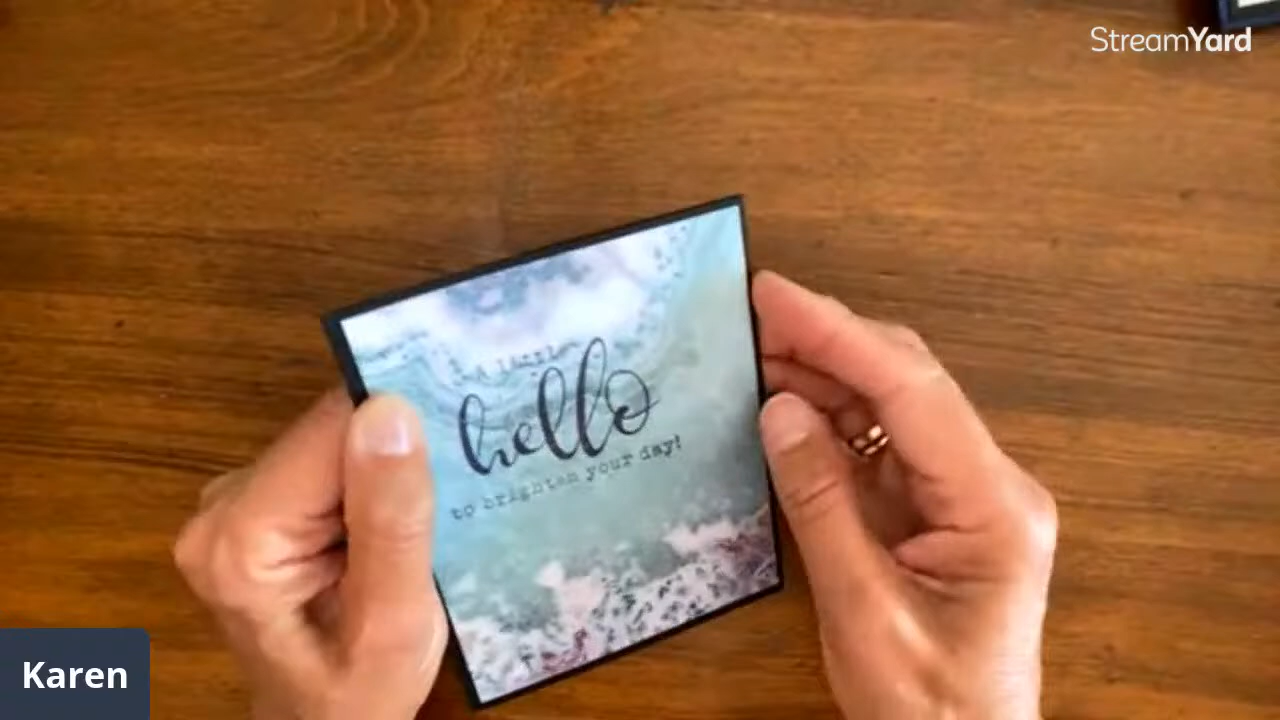 StreamYard
a little
hello
to brighten your day!
Karen